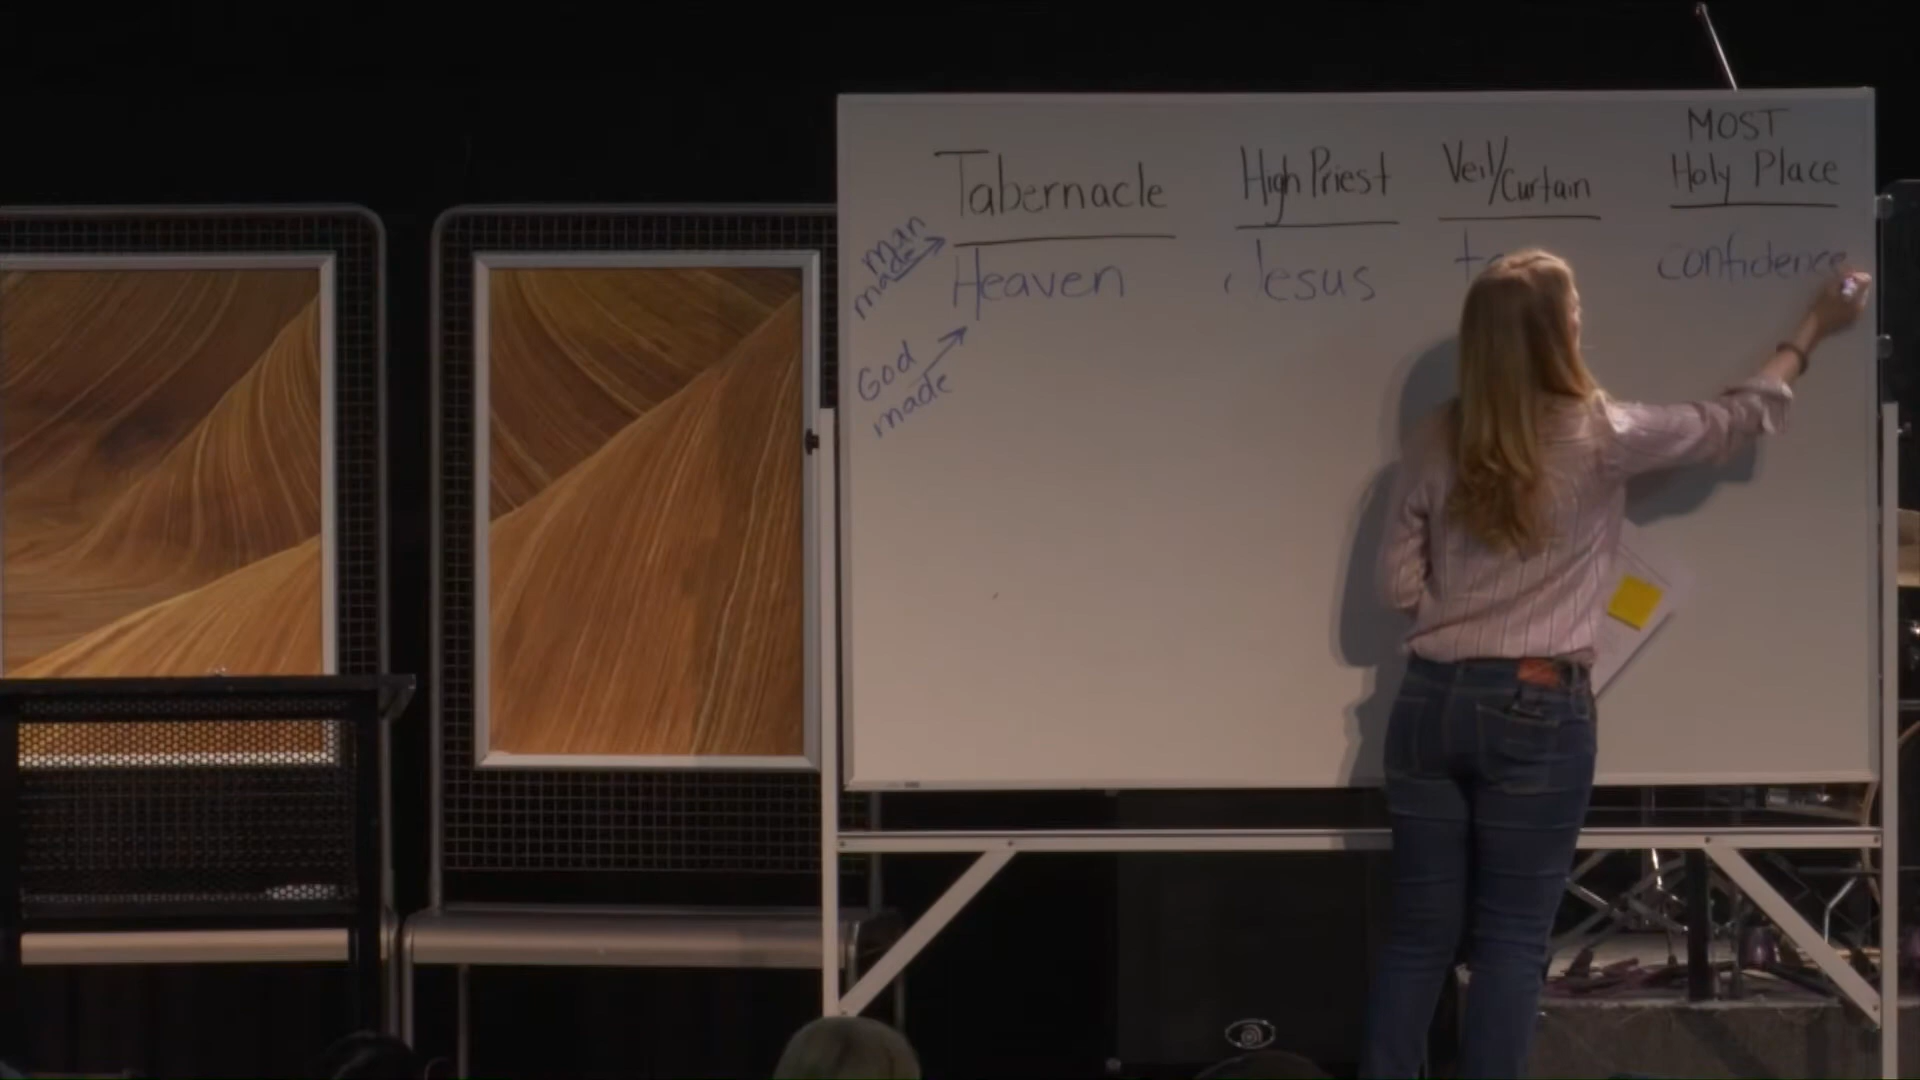 MOST
Tabernacle High Priest Veil/Curtain Holy Place
man
made
Heaven Jesus confidence
God
made